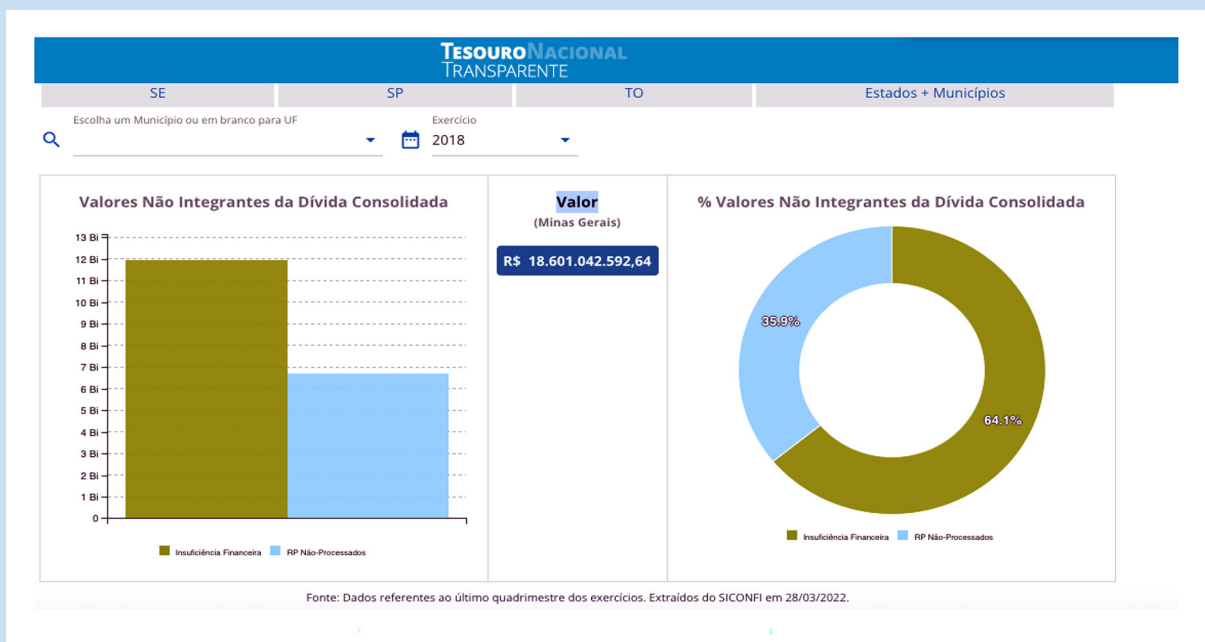 TESOURONACIONAL
TRANSPARENTE
SE
SP
TO
Estados + Municípios
Escolha um Município ou em branco para UF
Exercício
2018
Valores Não Integrantes da Dívida Consolidada
13 Bi
12 Bi
11 Bi
10 Bi
9 Bi
8 Bi
7 Bi
6 Bi
5 Bi
4 Bi
3 Bi
2 Bi
1 Bi
0
Insuficiência Financeira
RP Não-Processados
Valor
(Minas Gerais)
R$ 18.601.042.592,64
% Valores Não Integrantes da Dívida Consolidada
35.9%
64.1%
Insuficiência Financeira
RP Não-Processados
Fonte: Dados referentes ao último quadrimestre dos exercícios. Extraídos do SICONFI em 28/03/2022.